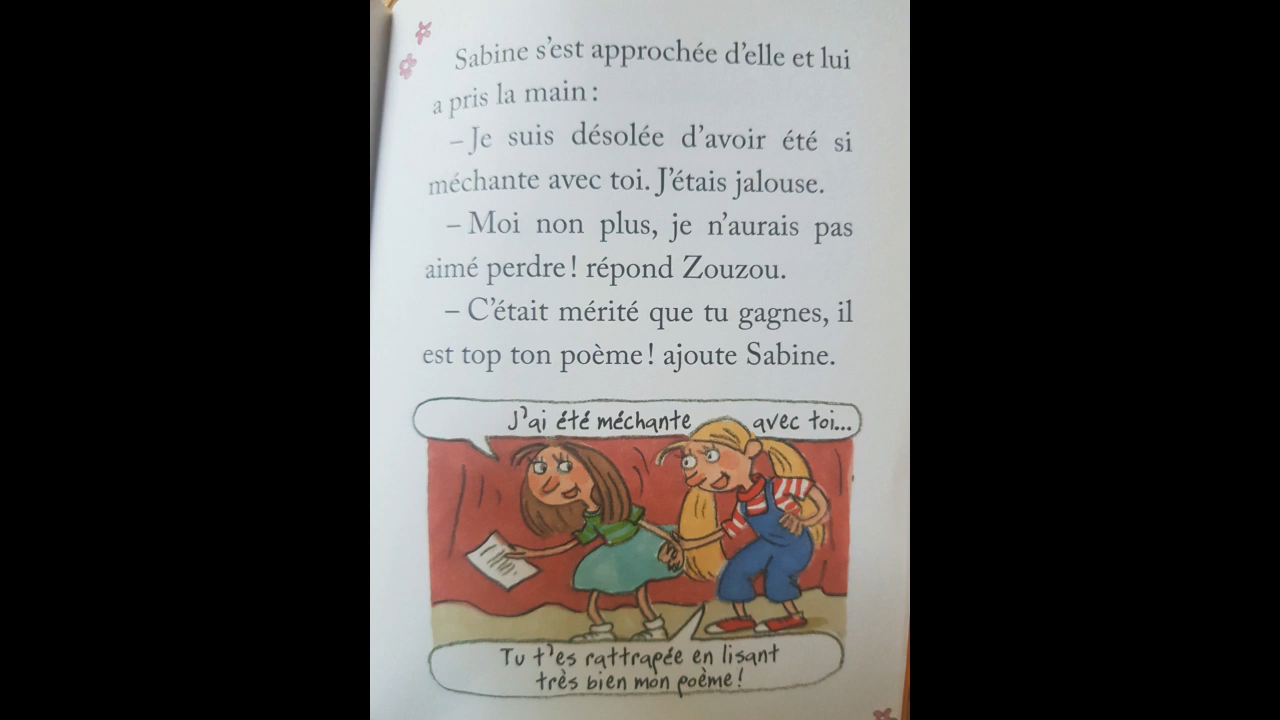 Sabine s'est approchée d'elle et lui
a pris la main :
– Je suis désolée d'avoir été si
méchante avec toi. J'étais jalouse.
– Moi non plus, je n'aurais pas
aimé perdre ! répond Zouzou.
– C'était mérité que tu gagnes, il
est top ton poème ! ajoute Sabine.
J'ai été méchante avec toi...
Tu t'es rattrapée en lisant
très bien mon poème !